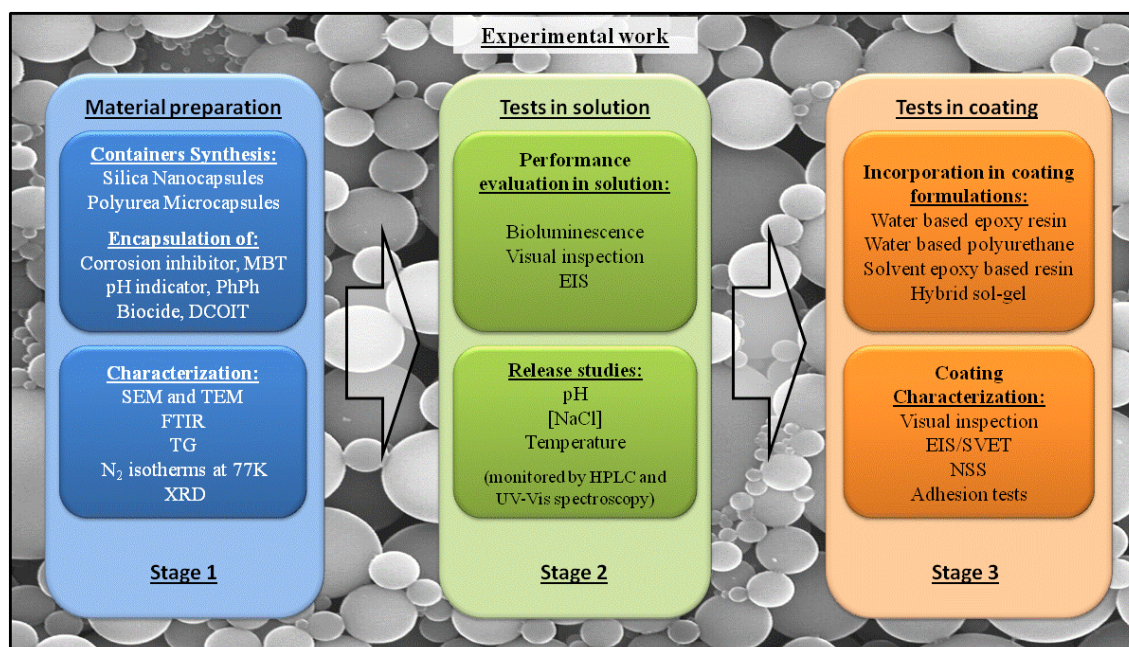 Experimental work
Material preparation
Containers Synthesis:
Silica Nanocapsules
Polyurea Microcapsules
Encapsulation of:
Corrosion inhibitor, MBT
pH indicator, PhPh
Biocide, DCOIT
Characterization:
SEM and TEM
FTIR
TG
N₂ isotherms at 77K
XRD
Stage 1
Tests in solution
Performance
evaluation in solution:
Bioluminescence
Visual inspection
EIS
Release studies:
pH
[NaCl]
Temperature
(monitored by HPLC and
UV-Vis spectroscopy)
Stage 2
Tests in coating
Incorporation in coating
formulations:
Water based epoxy resin
Water based polyurethane
Solvent epoxy based resin
Hybrid sol-gel
Coating
Characterization:
Visual inspection
EIS/SVET
NSS
Adhesion tests
Stage 3